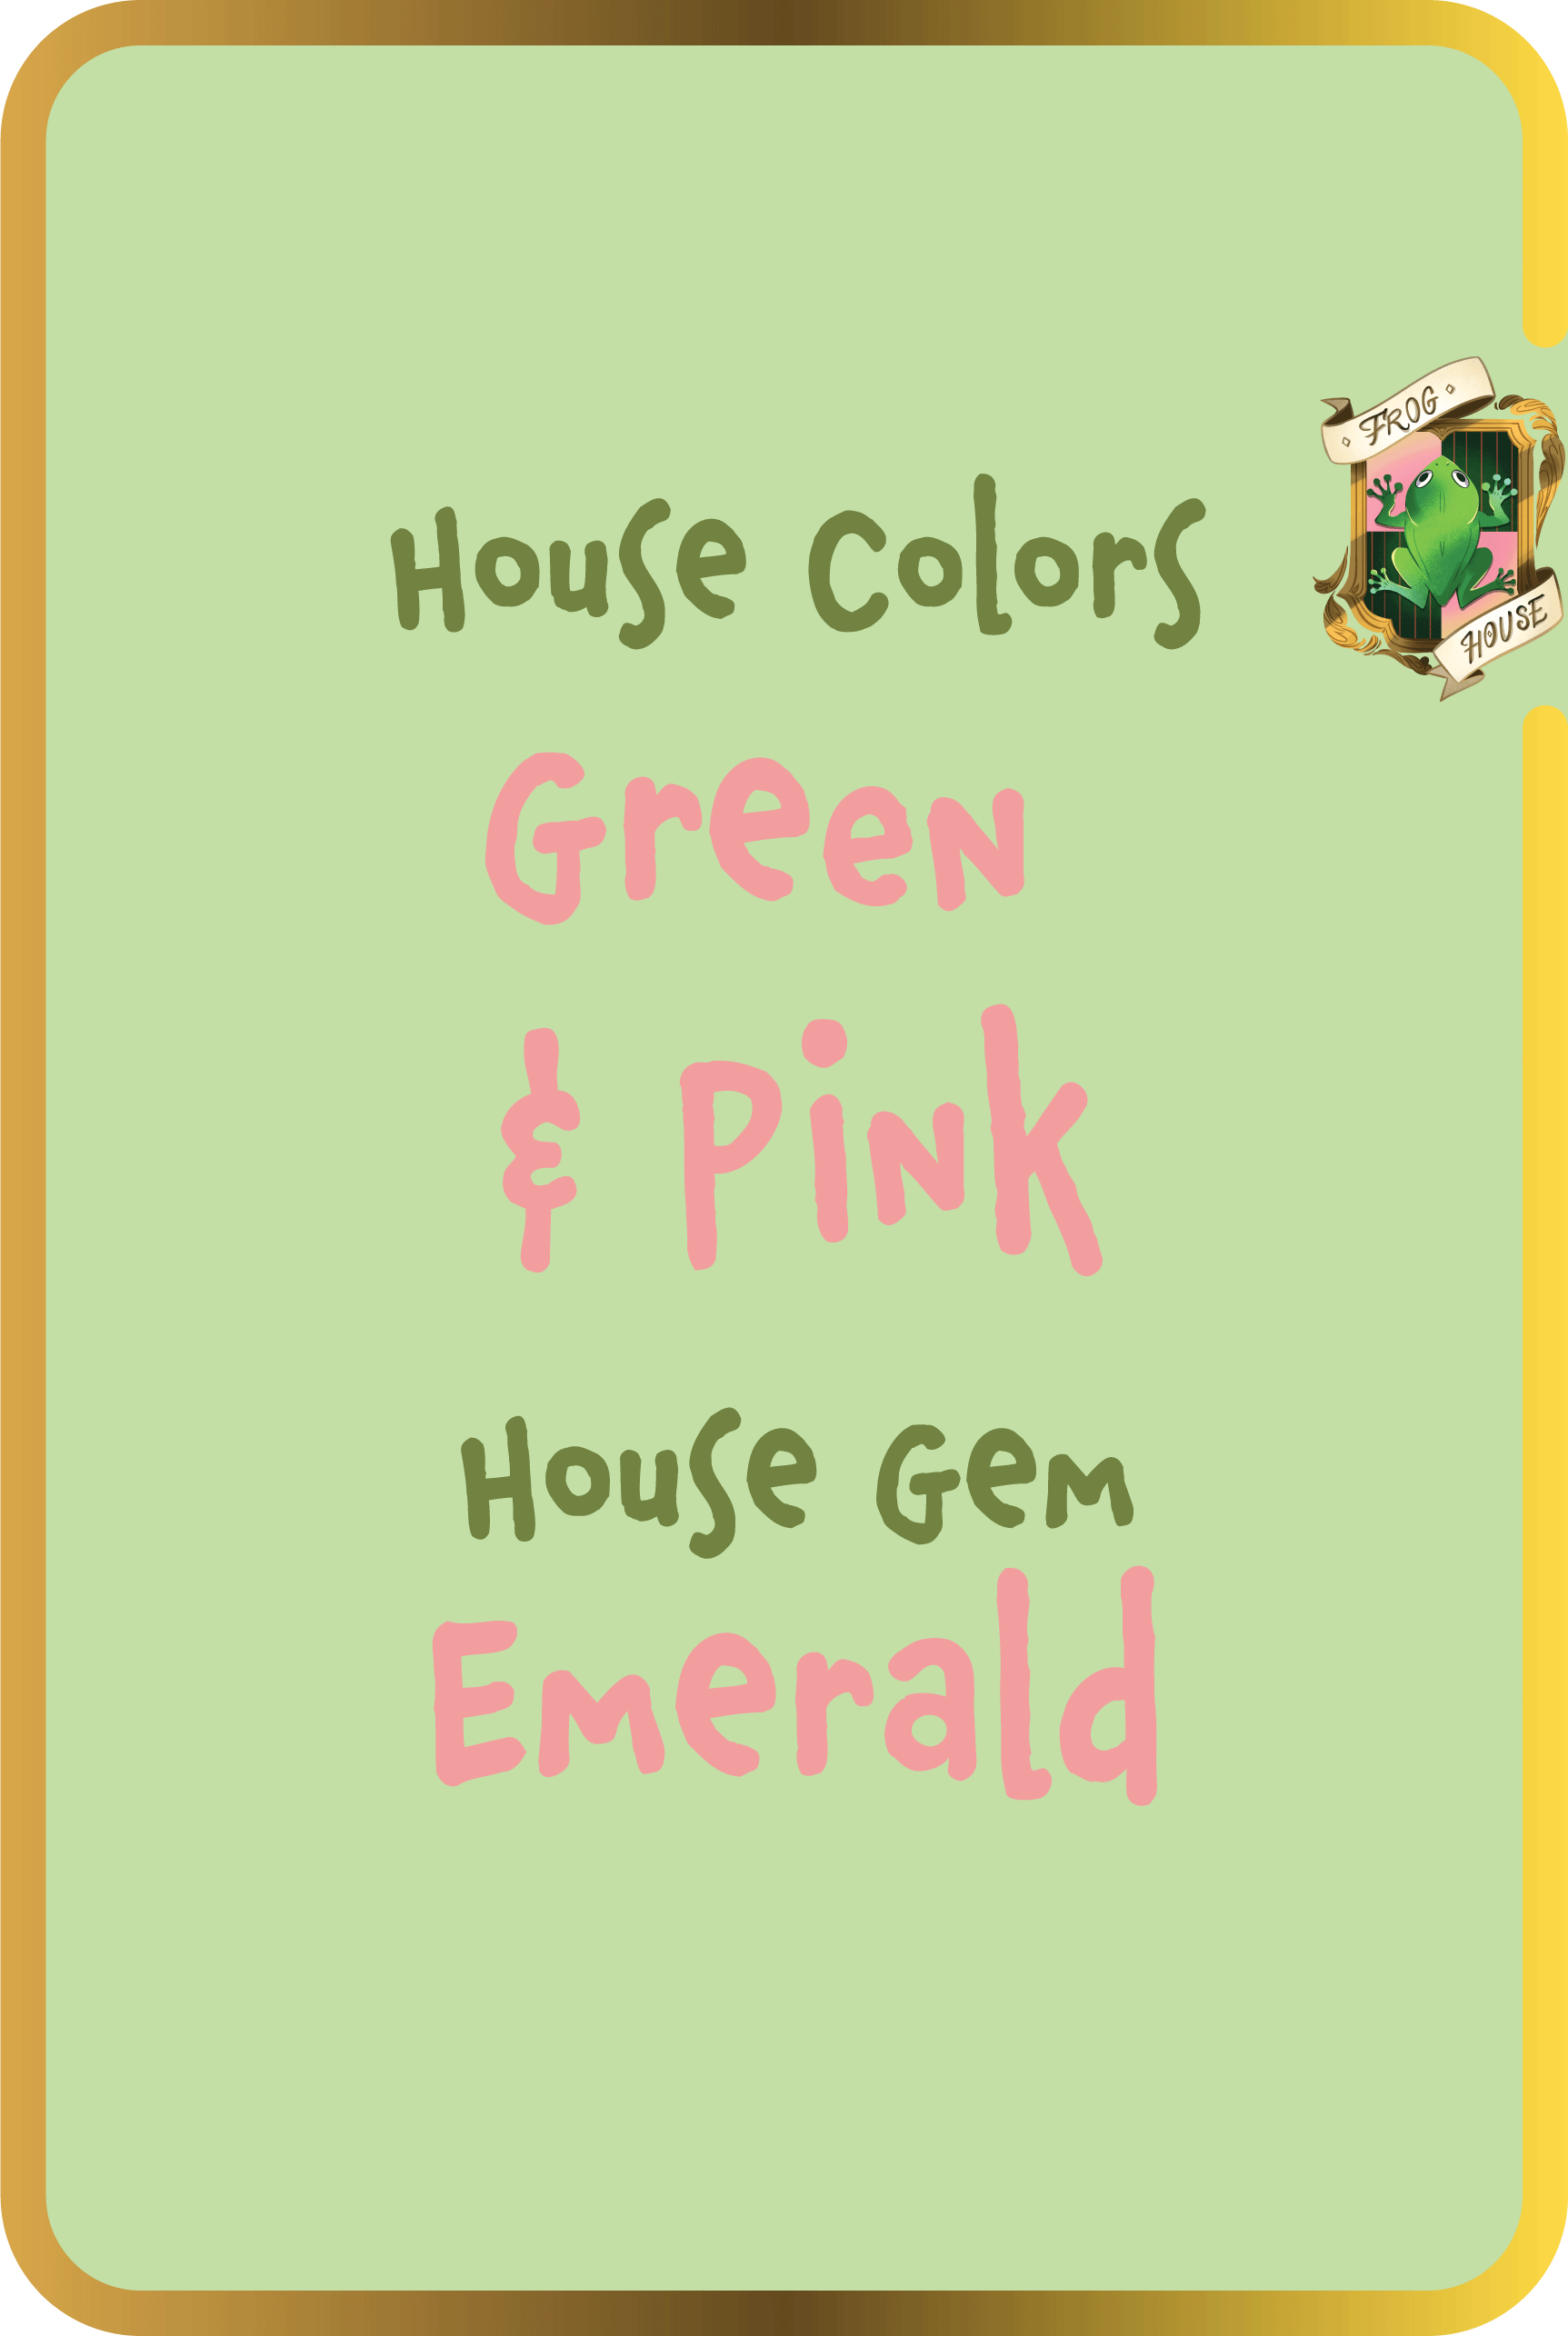 FROG
House Colors
HOUSE
Green
& Pink
House Gem
Emerald